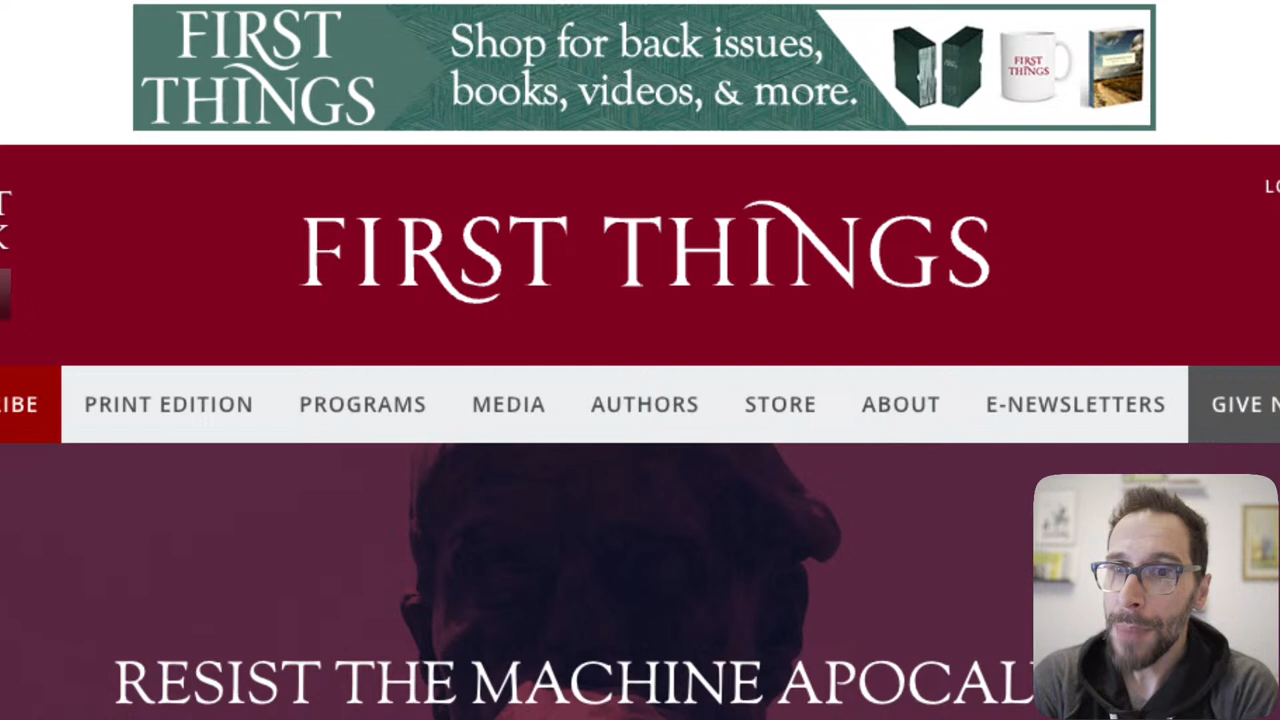 FIRST
THINGS
Shop for back issues,
books, videos, & more.
FIRST
THINGS
FIRST THINGS
PRINT EDITION PROGRAMS MEDIA AUTHORS STORE ABOUT E-NEWSLETTERS GIVE
RESIST THE MACHINE